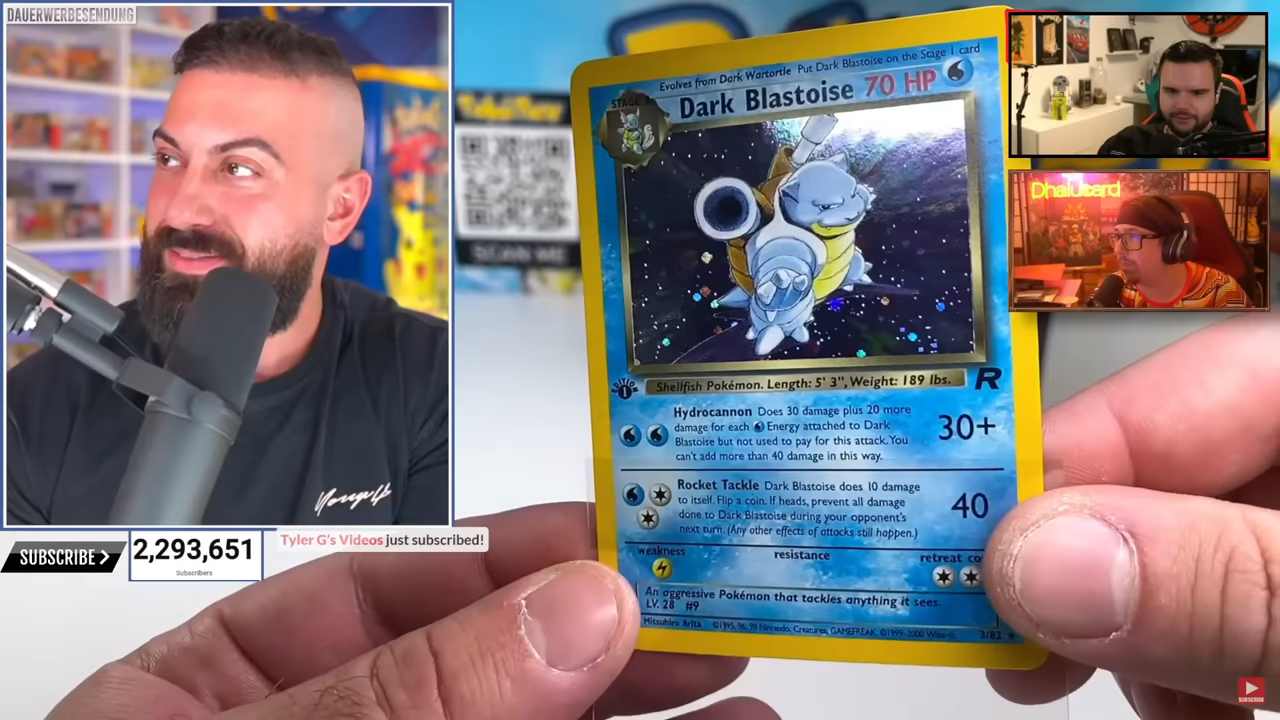 DAUERWERBESENDUNG
SCAN ME
Evolves from Dark Wartortle Put Dark Blastoise on the Stage 1 card
Dark Blastoise 70 HP
Shellfish Pokémon. Length: 5' 3", Weight: 189 lbs.
EDITION
1
R
Hydrocannon Does 30 damage plus 20 more
damage for each Energy attached to Dark
Blastoise but not used to pay for this attack. You
can't add more than 40 damage in this way.
30+
Rocket Tackle Dark Blastoise does 10 damage
to itself. Flip a coin. If heads, prevent all damage
done to Dark Blastoise during your opponent's
next turn. (Any other effects of attacks still happen.)
40
weakness
resistance
retreat co
An aggressive Pokémon that tackles anything it sees.
LV. 28 #9
Mitsuhiro Arita ©1995, 96, 98 Nintendo, Creatures, GAMEFREAK. ©1999-2000 Wizards. 3/82
Dhalucard
SUBSCRIBE
2,293,651
Subscribers
Tyler G's Videos just subscribed!
SUBSCRIBE